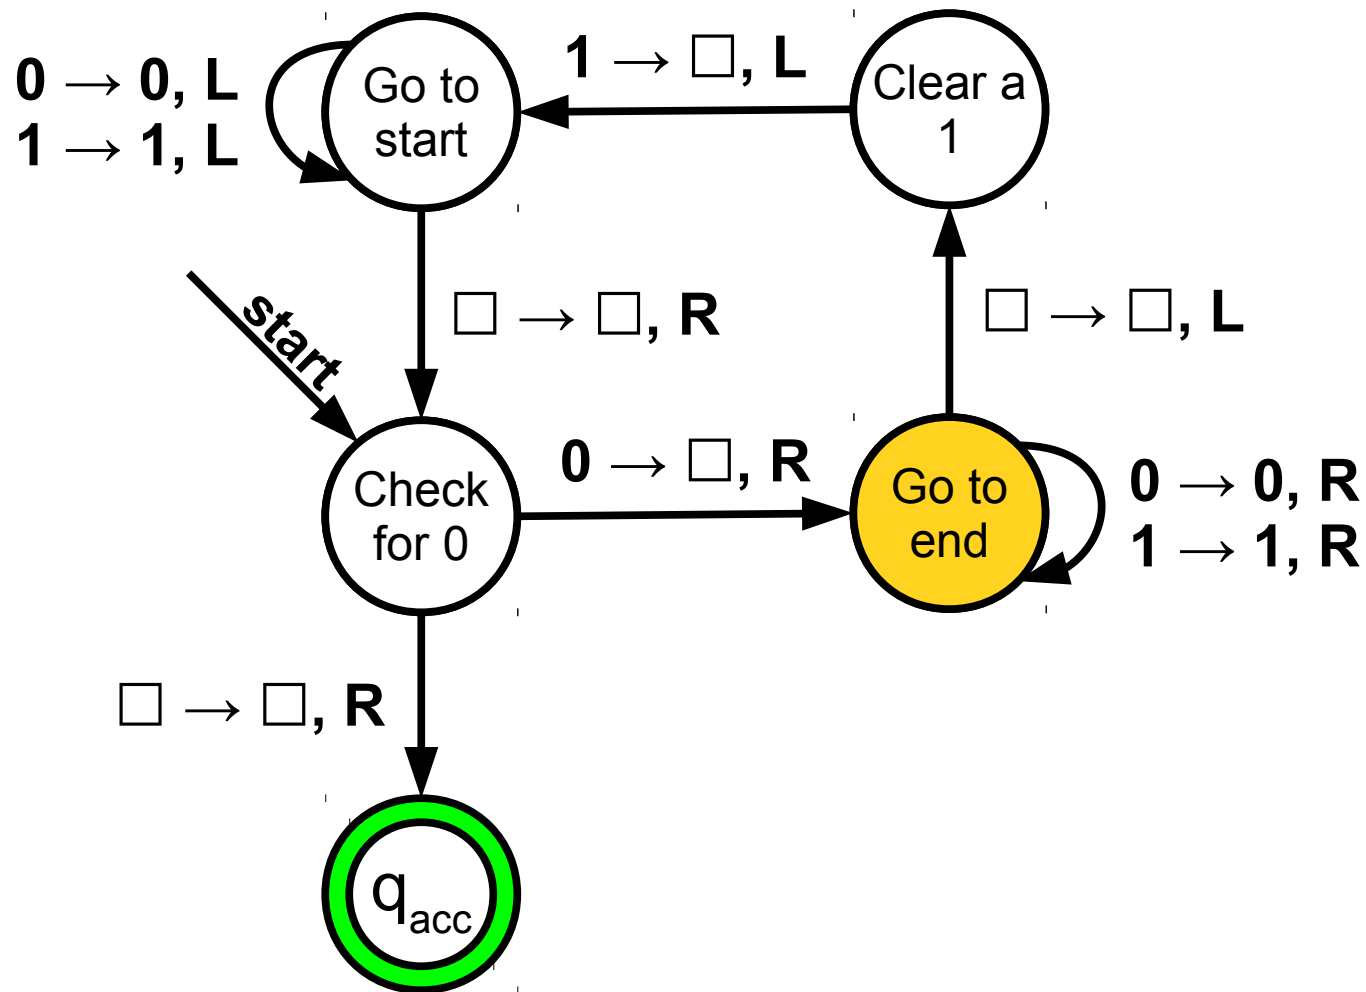 0 → 0, L
1 → 1, L
Go to
start
1 → □, L
Clear a
1
start
□ → □, R
□ → □, L
Check
for 0
0 → □, R
Go to
end
0 → 0, R
1 → 1, R
□ → □, R
qacc